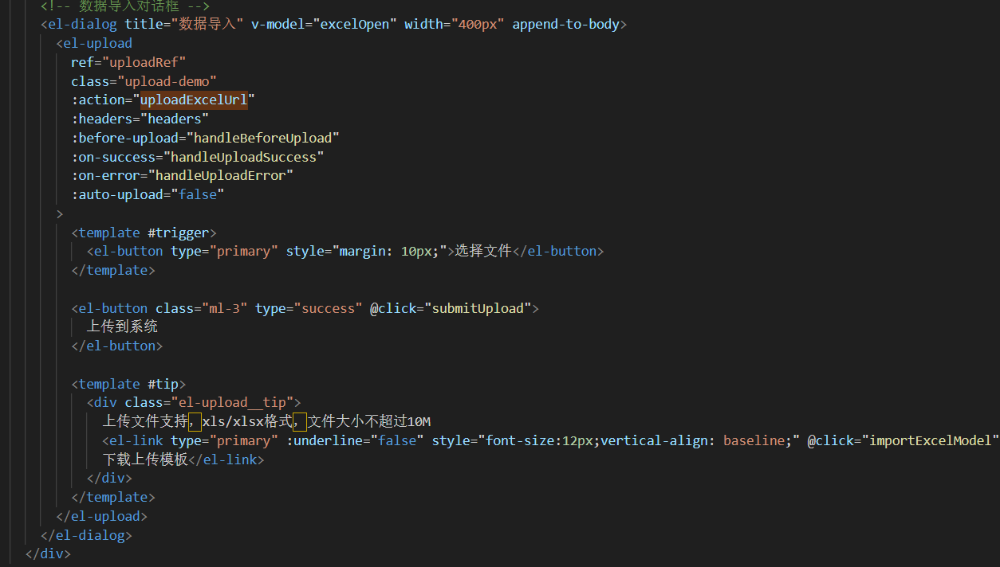 <!-- 数据导入对话框 -->
<el-dialog title="数据导入" v-model="excelOpen" width="400px" append-to-body>
<el-upload
ref="uploadRef"
class="upload-demo"
:action="uploadExcelUrl"
:headers="headers"
:before-upload="handleBeforeUpload"
:on-success="handleUploadSuccess"
:on-error="handleUploadError"
:auto-upload="false"
>
<template #trigger>
<el-button type="primary" style="margin: 10px;">选择文件</el-button>
</template>
<el-button class="ml-3" type="success" @click="submitUpload">
上传到系统
</el-button>
<template #tip>
<div class="el-upload__tip">
上传文件支持，xls/xlsx格式，文件大小不超过10M
<el-link type="primary" :underline="false" style="font-size:12px;vertical-align: baseline;" @click="importExcelModel"
下载上传模板</el-link>
</div>
</template>
</el-upload>
</el-dialog>
</div>